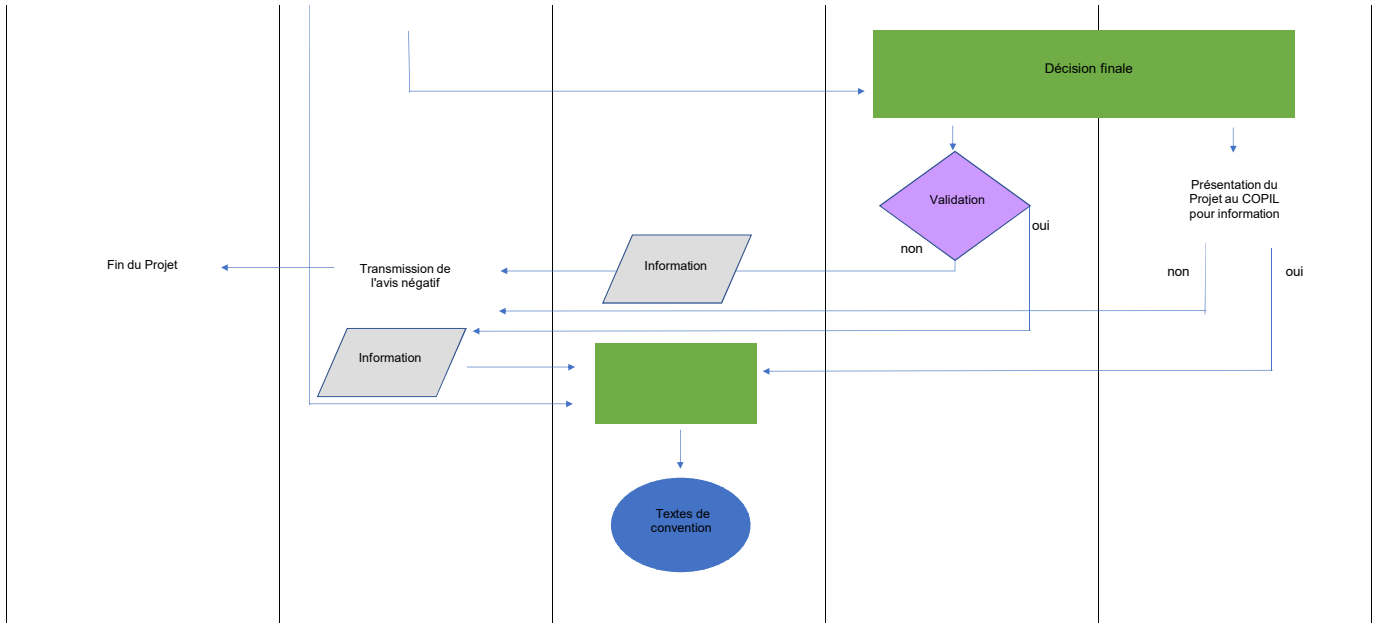 Décision finale
Validation
Présentation du
Projet au COPIL
pour information
oui
non
Fin du Projet
Transmission de
l'avis négatif
Information
non
oui
Information
Textes de
convention